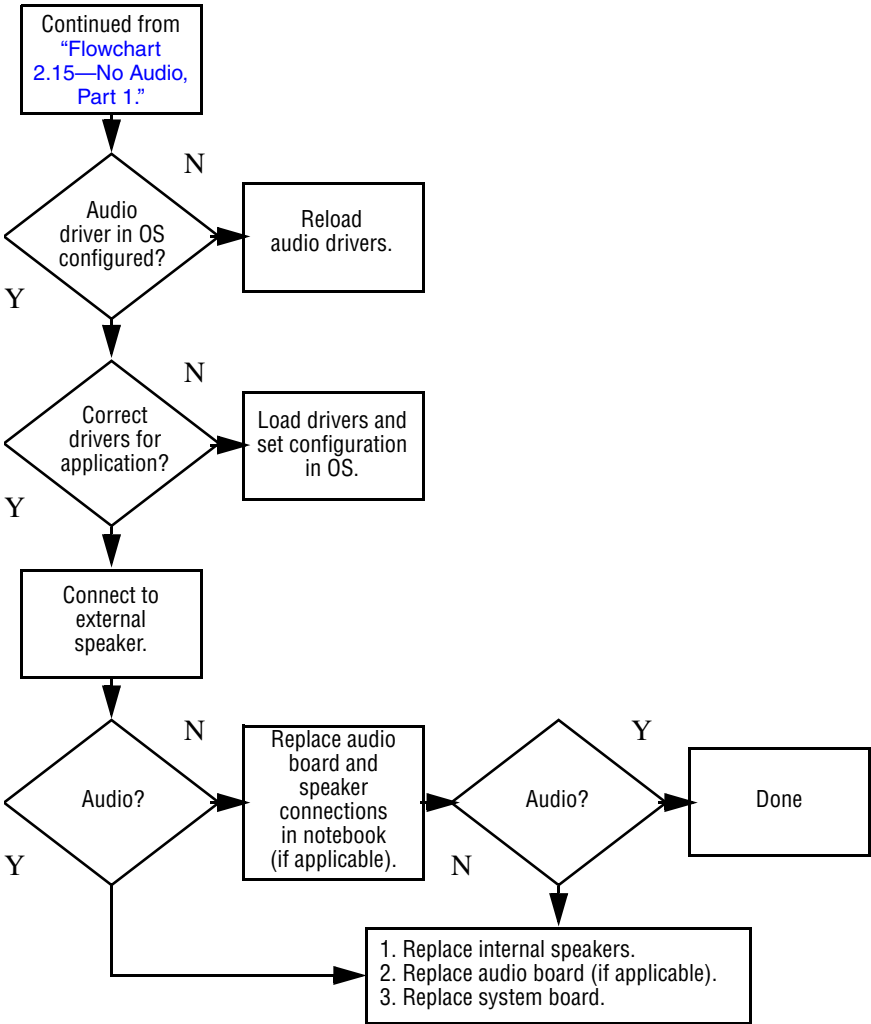 Continued from
“Flowchart
2.15—No Audio,
Part 1.”
N
Audio
driver in OS
configured?
Reload
audio drivers.
Y
N
Correct
drivers for
application?
Load drivers and
set configuration
in OS.
Y
Connect to
external
speaker.
N
Audio?
Replace audio
board and
speaker
connections
in notebook
(if applicable).
Y
Audio?
Done
Y
N
1. Replace internal speakers.
2. Replace audio board (if applicable).
3. Replace system board.